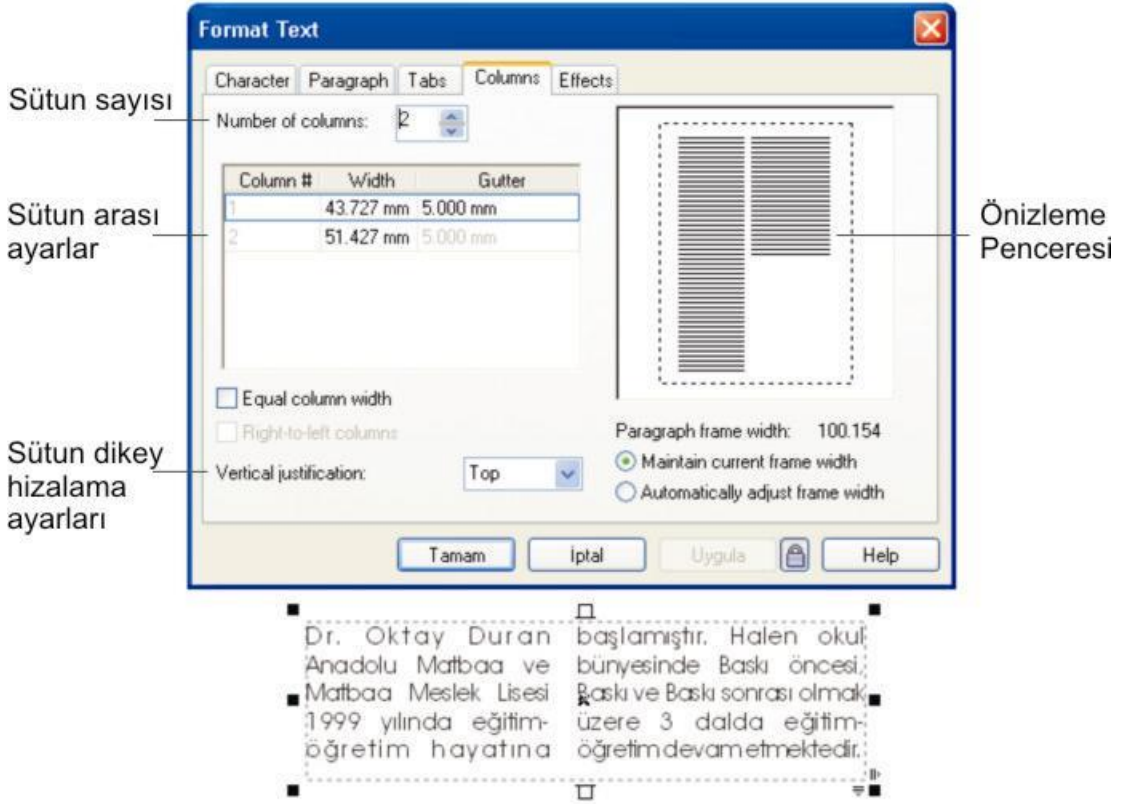 Format Text
Character Paragraph Tabs Columns Effects
Sütun sayısı
Number of columns: 2
Column # Width Gutter
1 43.727 mm 5.000 mm
2 51.427 mm 5.000 mm
Sütun arası
ayarlar
Önizleme
Penceresi
Equal column width
Right-to-left columns
Sütun dikey
hizalama
ayarları
Vertical justification: Top
Paragraph frame width: 100.154
Maintain current frame width
Automatically adjust frame width
Tamam İptal Uygula Help
Dr. Oktay Duran
Anadolu Matbaa ve
Matbaa Meslek Lisesi
1999 yılında eğitim-
öğretim hayatına
başlamıştır. Halen okul
bünyesinde Baskı öncesi,
Baskı ve Baskı sonrası olmak
üzere 3 dalda eğitim-
öğretim devam etmektedir.